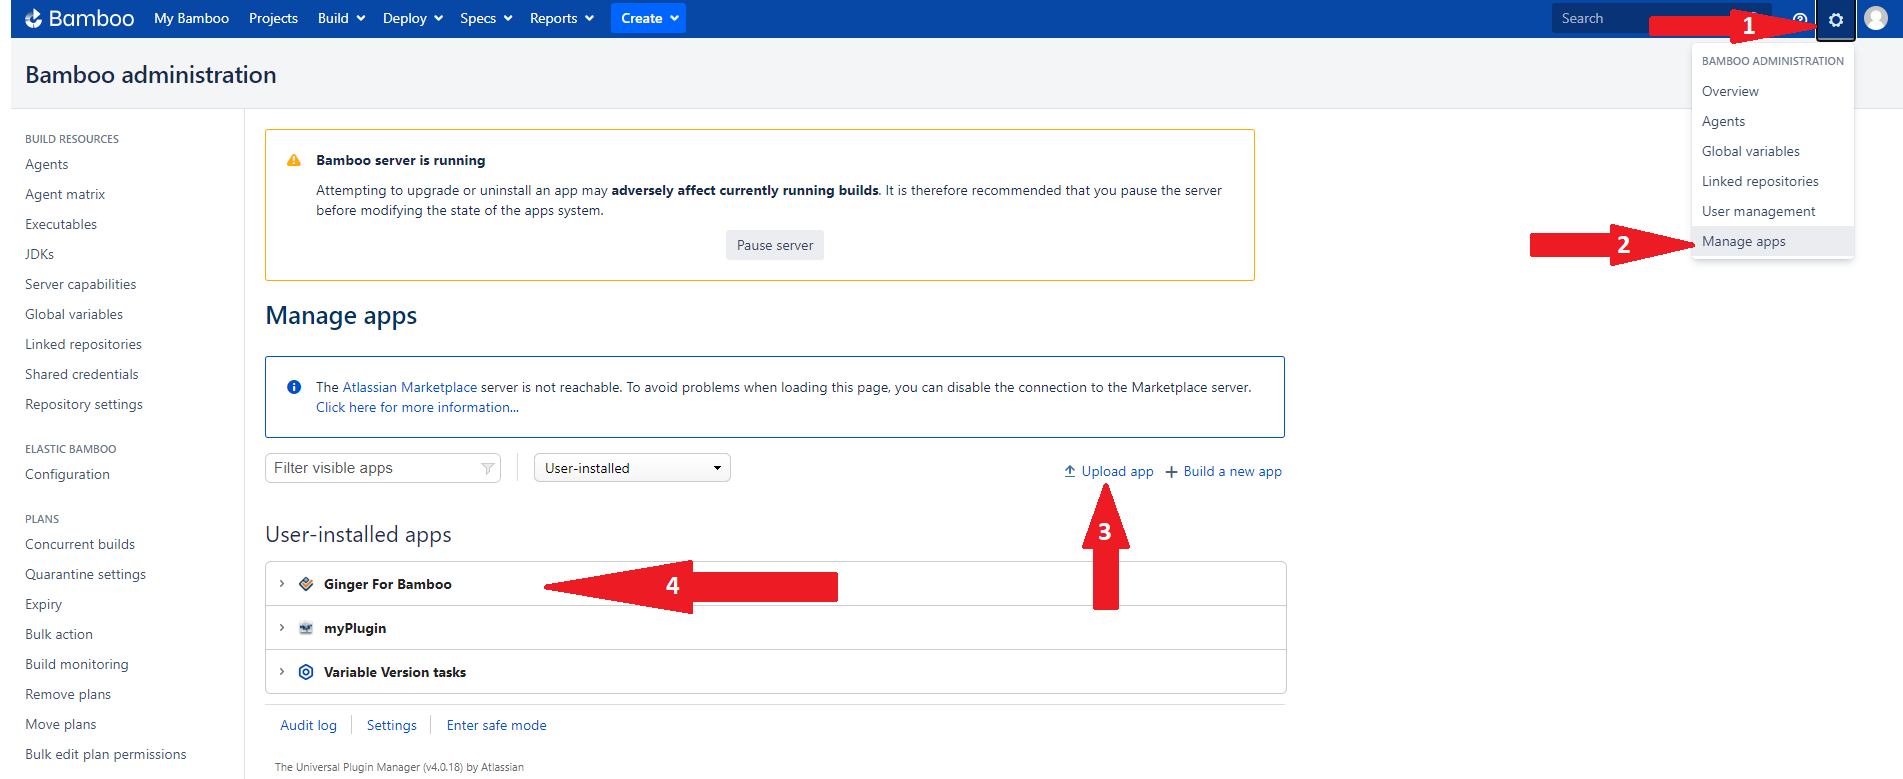 Bamboo My Bamboo Projects Build Deploy Specs Reports Create Search 1
Bamboo administration
BAMBOO ADMINISTRATION
Overview
Agents
Global variables
Linked repositories
User management
2 Manage apps
BUILD RESOURCES
Agents
Agent matrix
Executables
JDKs
Server capabilities
Global variables
Linked repositories
Shared credentials
Repository settings
ELASTIC BAMBOO
Configuration
PLANS
Concurrent builds
Quarantine settings
Expiry
Bulk action
Build monitoring
Remove plans
Move plans
Bulk edit plan permissions
Bamboo server is running
Attempting to upgrade or uninstall an app may adversely affect currently running builds. It is therefore recommended that you pause the server
before modifying the state of the apps system.
Pause server
Manage apps
The Atlassian Marketplace server is not reachable. To avoid problems when loading this page, you can disable the connection to the Marketplace server.
Click here for more information...
Filter visible apps User-installed Upload app Build a new app
3
User-installed apps
Ginger For Bamboo 4
myPlugin
Variable Version tasks
Audit log Settings Enter safe mode
The Universal Plugin Manager (v4.0.18) by Atlassian